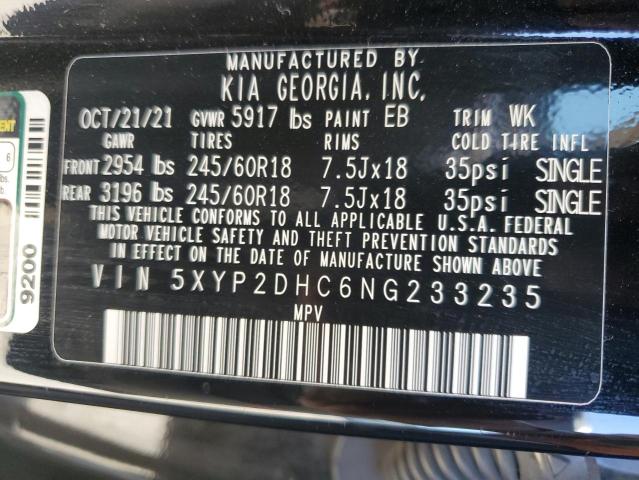 MANUFACTURED BY
KIA GEORGIA, INC.
OCT/21/21 GVWR 5917 lbs PAINT EB TRIM WK
GAWR TIRES RIMS COLD TIRE INFL
FRONT 2954 lbs 245/60R18 7.5Jx18 35psi SINGLE
REAR 3196 lbs 245/60R18 7.5Jx18 35psi SINGLE
THIS VEHICLE CONFORMS TO ALL APPLICABLE U.S.A. FEDERAL
MOTOR VEHICLE SAFETY AND THEFT PREVENTION STANDARDS
IN EFFECT ON THE DATE OF MANUFACTURE SHOWN ABOVE
VIN 5XYP2DHC6NG233235
MPV
9200
6